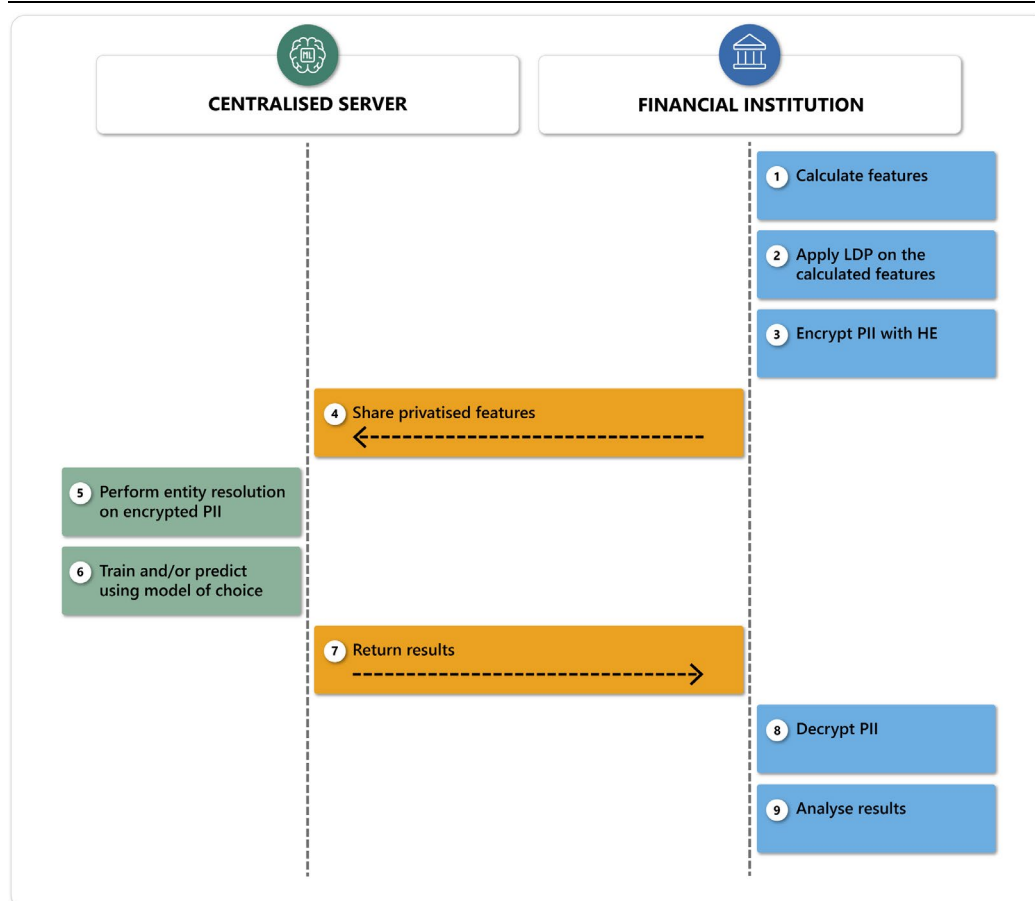 ML
CENTRALISED SERVER
FINANCIAL INSTITUTION
1 Calculate features
2 Apply LDP on the
calculated features
3 Encrypt PII with HE
4 Share privatised features
5 Perform entity resolution
on encrypted PII
6 Train and/or predict
using model of choice
7 Return results
8 Decrypt PII
9 Analyse results